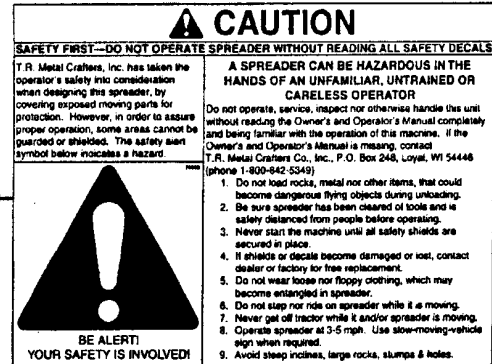 CAUTION
SAFETY FIRST—DO NOT OPERATE SPREADER WITHOUT READING ALL SAFETY DECALS
T.R. Metal Crafters, Inc. has taken the
operator's safety into consideration
when designing this spreader, by
covering exposed moving parts for
protection. However, in order to assure
proper operation, some areas cannot be
guarded or shielded. The safety alert
symbol below indicates a hazard.
BE ALERT!
YOUR SAFETY IS INVOLVED!
A SPREADER CAN BE HAZARDOUS IN THE
HANDS OF AN UNFAMILIAR, UNTRAINED OR
CARELESS OPERATOR
Do not operate, service, inspect nor otherwise handle this unit
without reading the Owner's and Operator's Manual completely
and being familiar with the operation of this machine. If the
Owner's and Operator's Manual is missing, contact
T.R. Metal Crafters Co., Inc., P.O. Box 248, Loyal, WI 54446
(phone 1-800-842-5349)
1. Do not load rocks, metal nor other items, that could
become dangerous flying objects during unloading.
2. Be sure spreader has been cleared of tools and is
safely distanced from people before operating.
3. Never start the machine until all safety shields are
secured in place.
4. If shields or decals become damaged or lost, contact
dealer or factory for free replacement.
5. Do not wear loose nor floppy clothing, which may
become entangled in spreader.
6. Do not step nor ride on spreader while it is moving.
7. Never get off tractor while it and/or spreader is moving.
8. Operate spreader at 3-5 mph. Use slow-moving-vehicle
sign when required.
9. Avoid steep inclines, large rocks, stumps & holes.